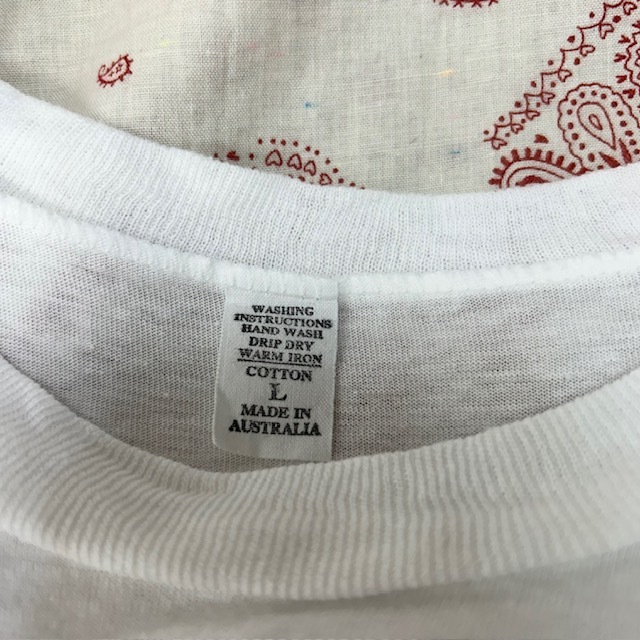 WASHING
INSTRUCTIONS
HAND WASH
DRIP DRY
WARM IRON
COTTON
L
MADE IN
AUSTRALIA